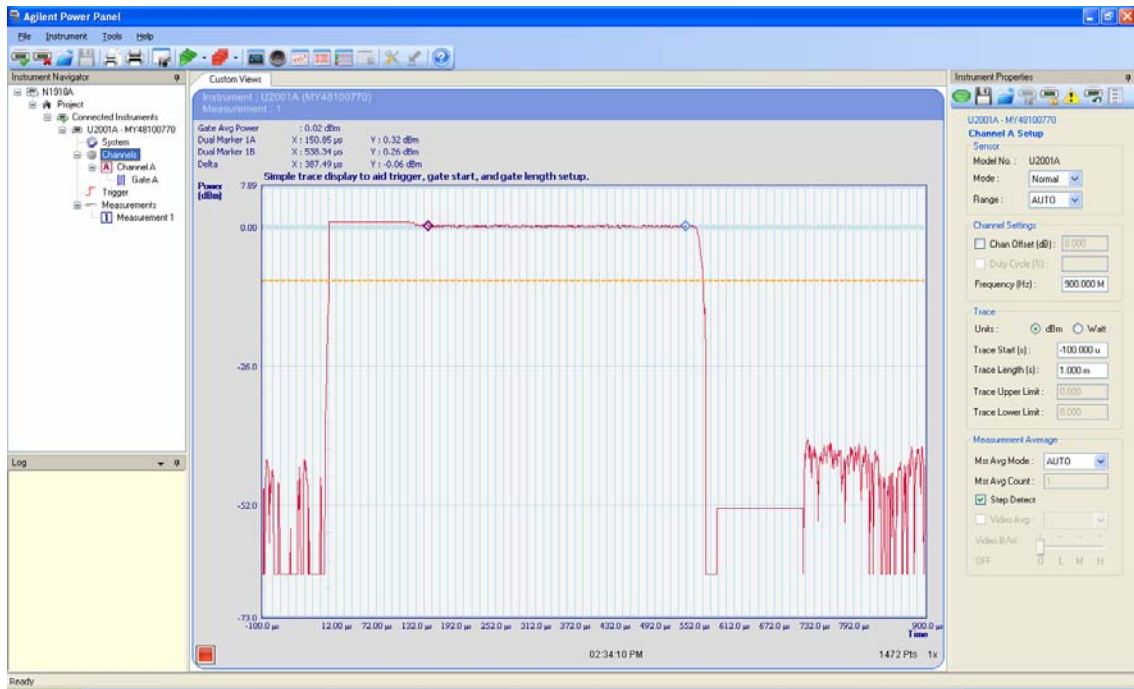 Agilent Power Panel
File Instrument Tools Help
Instrument Navigator
N1918A
Project
Connected Instruments
U2001A - MY48100770
System
Channels
A Channel A
Gate A
Trigger
Measurements
1 Measurement 1
Log
Custom Views
Instrument : U2001A (MY48100770)
Measurement : 1
Gate Avg Power : 0.02 dBm
Dual Marker 1A X : 150.85 µs Y : 0.32 dBm
Dual Marker 1B X : 538.34 µs Y : 0.26 dBm
Delta X : 387.49 µs Y : -0.06 dBm
Simple trace display to aid trigger, gate start, and gate length setup.
Power
(dBm)
7.89
0.00
-26.0
-52.0
-73.0
-100.0 µs 12.00 µs 72.00 µs 132.0 µs 192.0 µs 252.0 µs 312.0 µs 372.0 µs 432.0 µs 492.0 µs 552.0 µs 612.0 µs 672.0 µs 732.0 µs 792.0 µs 900.0 µs
Time
02:34:10 PM 1472 Pts 1x
Instrument Properties
U2001A - MY48100770
Channel A Setup
Sensor
Model No. : U2001A
Mode : Normal
Range : AUTO
Channel Settings
Chan Offset (dB) : 0.000
Duty Cycle (%) :
Frequency (Hz) : 900.000 M
Trace
Units : dBm Watt
Trace Start (s) : -100.000 u
Trace Length (s) : 1.000 m
Trace Upper Limit : 0.000
Trace Lower Limit : 0.000
Measurement Average
Msr Avg Mode : AUTO
Msr Avg Count : 1
Step Detect
Video Avg :
Video B/W :
OFF O L M H
Ready